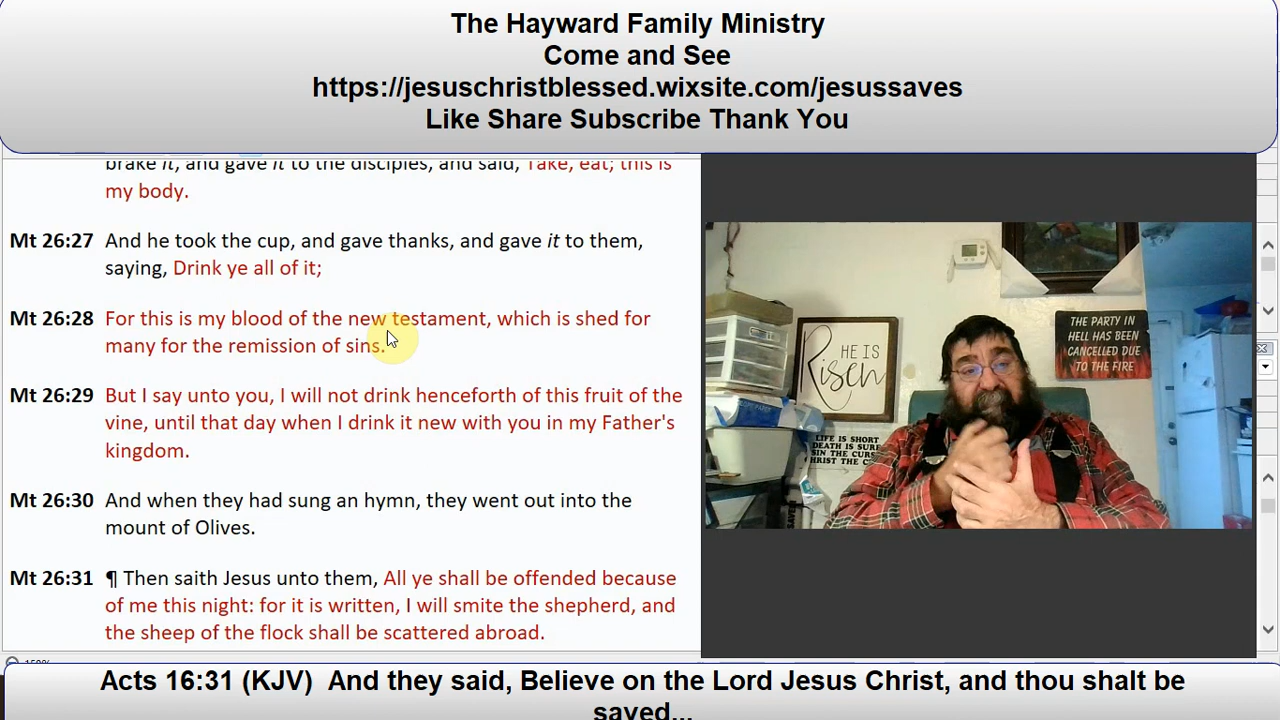 The Hayward Family Ministry
Come and See
https://jesuschristblessed.wixsite.com/jesussaves
Like Share Subscribe Thank You
brake it, and gave it to the disciples, and said, Take, eat; this is
my body.
Mt 26:27 And he took the cup, and gave thanks, and gave it to them,
saying, Drink ye all of it;
Mt 26:28 For this is my blood of the new testament, which is shed for
many for the remission of sins.
Mt 26:29 But I say unto you, I will not drink henceforth of this fruit of the
vine, until that day when I drink it new with you in my Father's
kingdom.
Mt 26:30 And when they had sung an hymn, they went out into the
mount of Olives.
Mt 26:31 ¶ Then saith Jesus unto them, All ye shall be offended because
of me this night: for it is written, I will smite the shepherd, and
the sheep of the flock shall be scattered abroad.
HE IS
Risen
THE PARTY IN
HELL HAS BEEN
CANCELLED DUE
TO THE FIRE
LIFE IS SHORT
DEATH IS SURE
SIN THE CURS
CHRIST THE C
Acts 16:31 (KJV) And they said, Believe on the Lord Jesus Christ, and thou shalt be
saved...